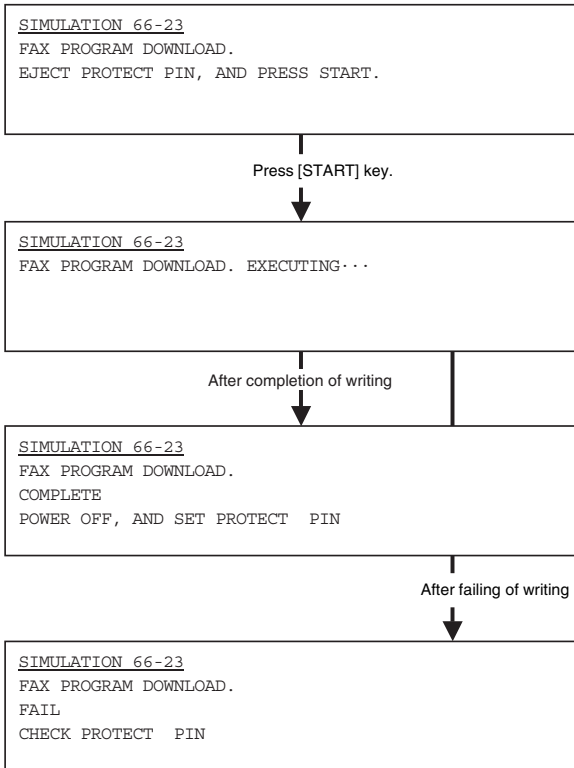 SIMULATION 66-23
FAX PROGRAM DOWNLOAD.
EJECT PROTECT PIN, AND PRESS START.
Press [START] key.
SIMULATION 66-23
FAX PROGRAM DOWNLOAD. EXECUTING···
After completion of writing
SIMULATION 66-23
FAX PROGRAM DOWNLOAD.
COMPLETE
POWER OFF, AND SET PROTECT PIN
After failing of writing
SIMULATION 66-23
FAX PROGRAM DOWNLOAD.
FAIL
CHECK PROTECT PIN